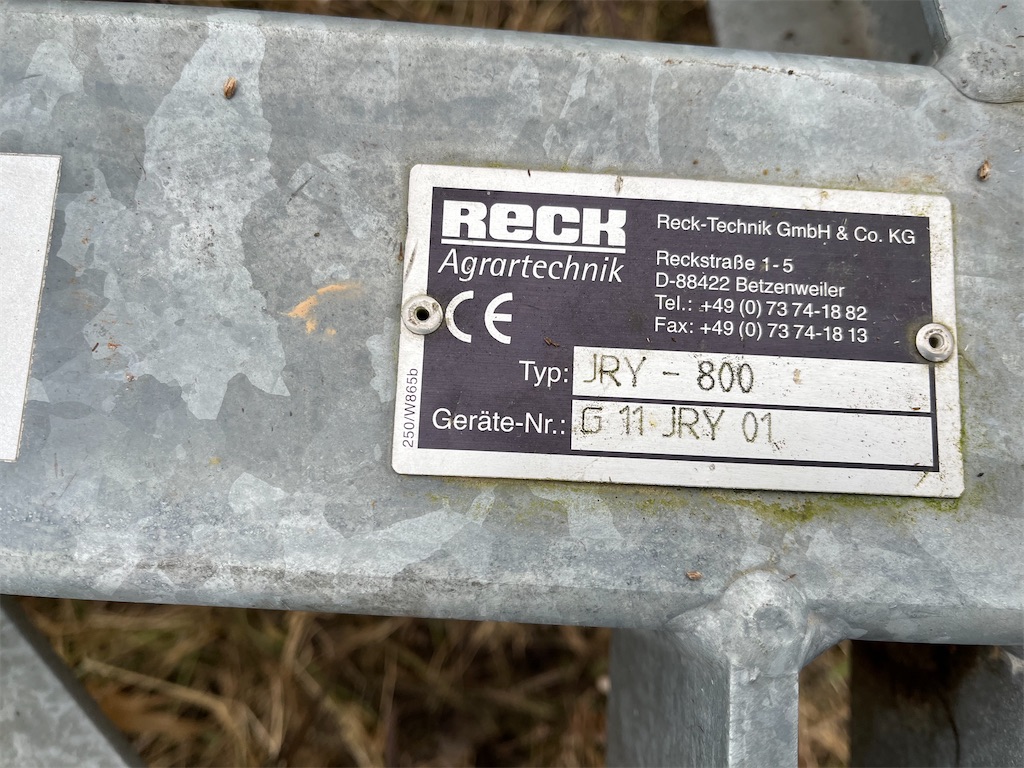 RECK
Agrartechnik
CE
Reck-Technik GmbH & Co. KG
Reckstraße 1-5
D-88422 Betzenweiler
Tel.: +49 (0) 73 74-18 82
Fax: +49 (0) 73 74-18 13
Typ: JRY - 800
Geräte-Nr.: G 11 JRY 01
250/W865b